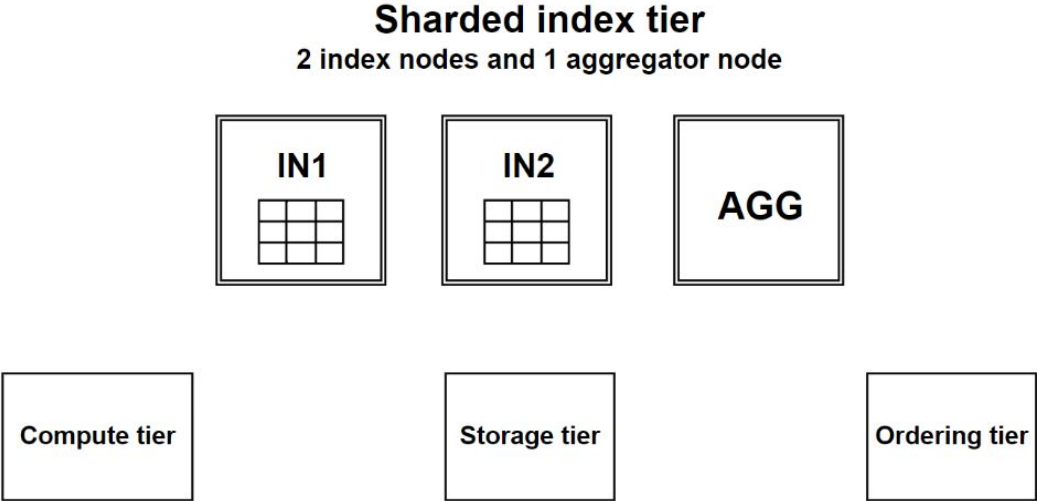 Sharded index tier
2 index nodes and 1 aggregator node
IN1
IN2
AGG
Compute tier
Storage tier
Ordering tier